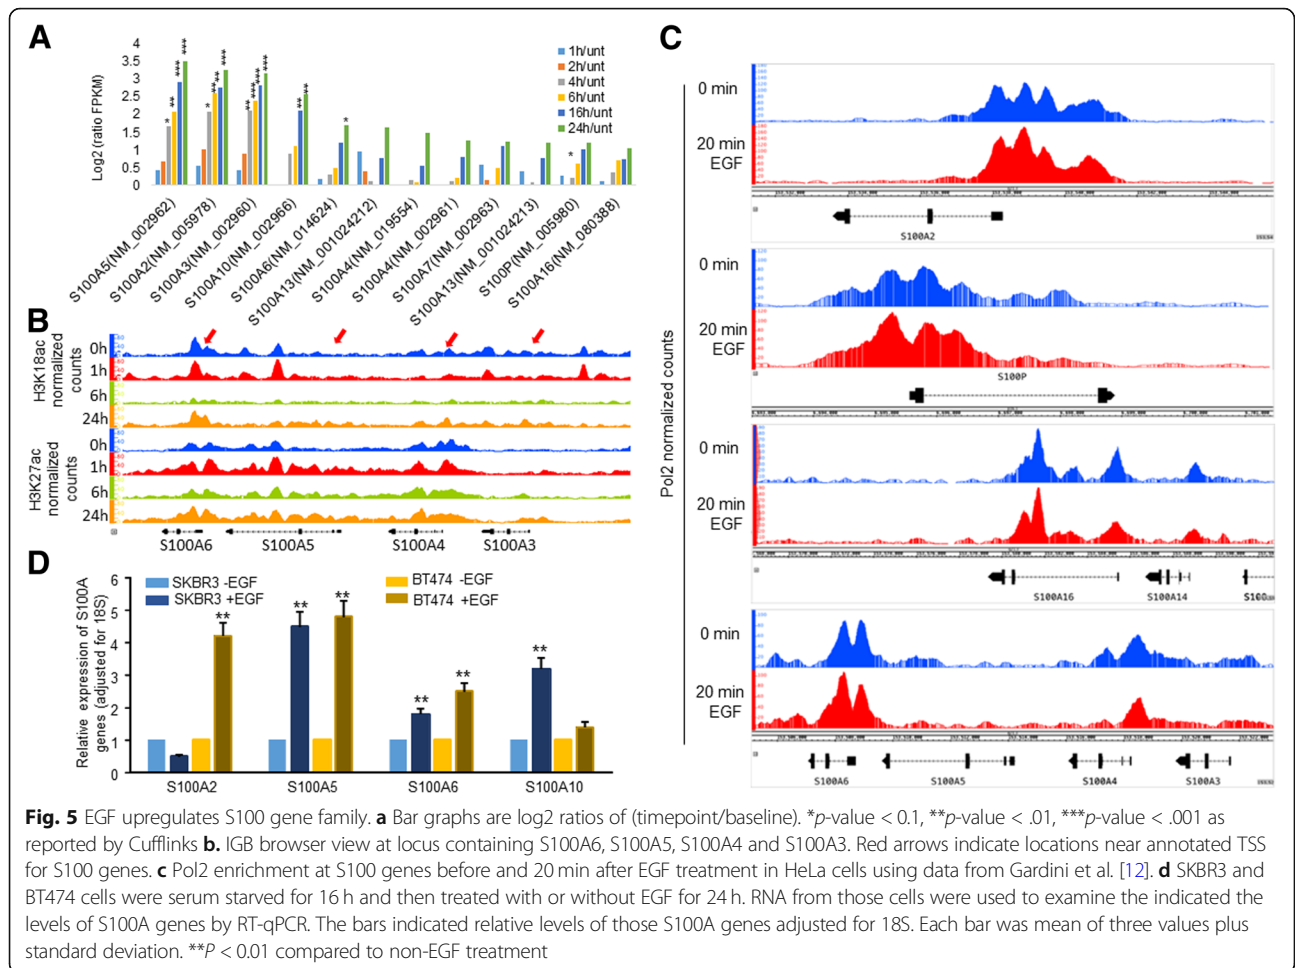 A
Log2 (ratio FPKM)
4
3.5
3
2.5
2
1.5
1
0.5
0
1h/unt
2h/unt
4h/unt
6h/unt
16h/unt
24h/unt
S100A5(NM_002962)
S100A2(NM_005978)
S100A3(NM_002960)
S100A10(NM_002966)
S100A6(NM_014624)
S100A13(NM_001024212)
S100A4(NM_019554)
S100A4(NM_002961)
S100A7(NM_002963)
S100A13(NM_001024213)
S100P(NM_005980)
S100A16(NM_080388)
B
H3K18ac
normalized
counts
0h
1h
6h
24h
H3K27ac
normalized
counts
0h
1h
6h
24h
S100A6
S100A5
S100A4
S100A3
C
Pol2 normalized counts
0 min
20 min
EGF
S100A2
0 min
20 min
EGF
S100P
0 min
20 min
EGF
S100A16
S100A14
0 min
20 min
EGF
S100A6
S100A5
S100A4
S100A3
D
Relative expression of S100A
genes (adjusted for 18S)
6
5
4
3
2
1
0
SKBR3 -EGF
SKBR3 +EGF
BT474 -EGF
BT474 +EGF
**
**
**
**
**
**
S100A2
S100A5
S100A6
S100A10
Fig. 5 EGF upregulates S100 gene family. a Bar graphs are log2 ratios of (timepoint/baseline). *p-value < 0.1, **p-value < .01, ***p-value < .001 as
reported by Cufflinks b. IGB browser view at locus containing S100A6, S100A5, S100A4 and S100A3. Red arrows indicate locations near annotated TSS
for S100 genes. c Pol2 enrichment at S100 genes before and 20 min after EGF treatment in HeLa cells using data from Gardini et al. [12]. d SKBR3 and
BT474 cells were serum starved for 16 h and then treated with or without EGF for 24 h. RNA from those cells were used to examine the indicated the
levels of S100A genes by RT-qPCR. The bars indicated relative levels of those S100A genes adjusted for 18S. Each bar was mean of three values plus
standard deviation. **P < 0.01 compared to non-EGF treatment